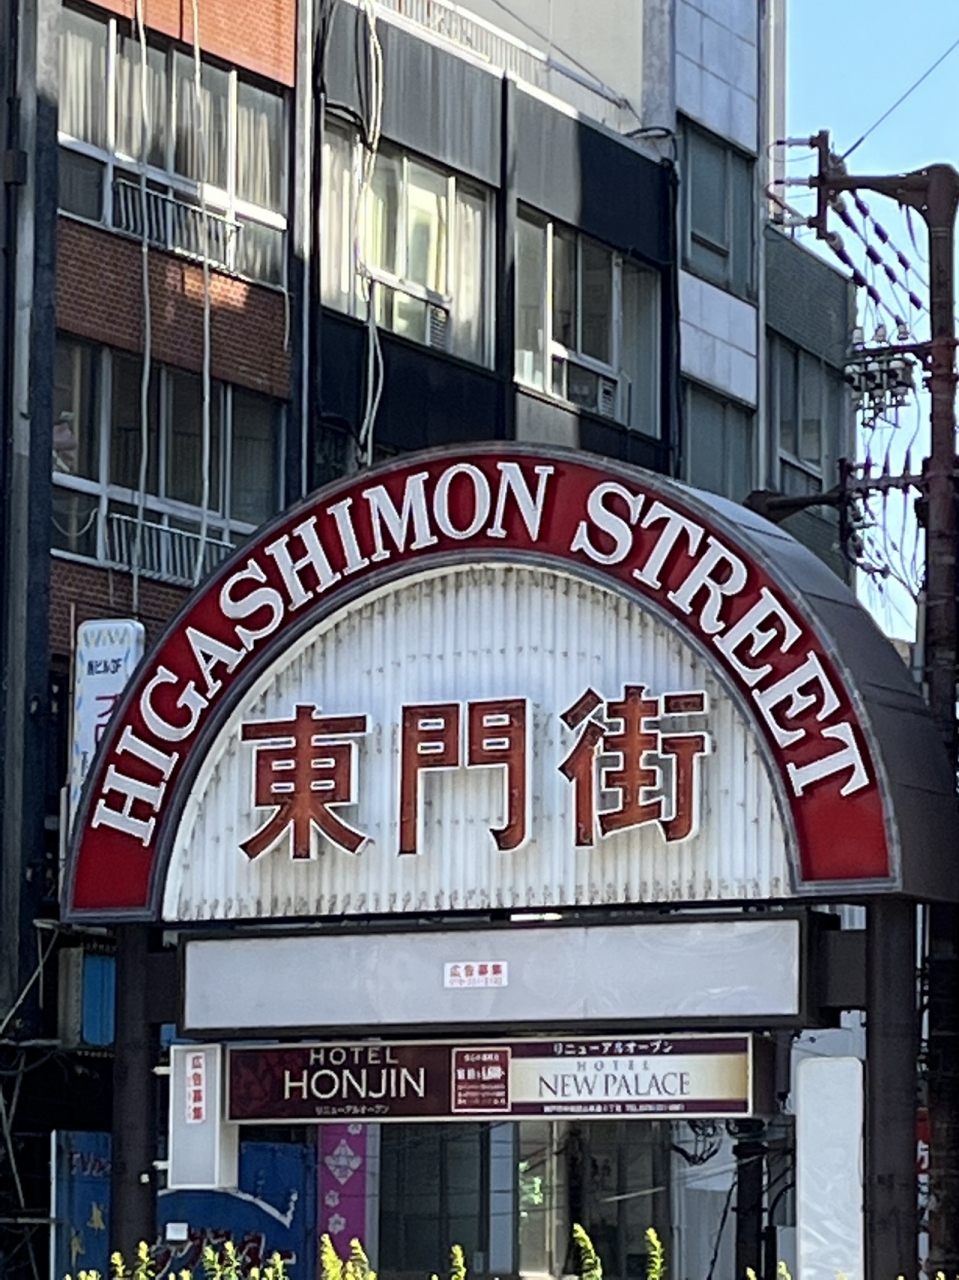 HIGASHIMON STREET
東門街
広告募集
広告募集
HOTEL
HONJIN
リニューアルオープン
リニューアルオープン
HOTEL
NEW PALACE